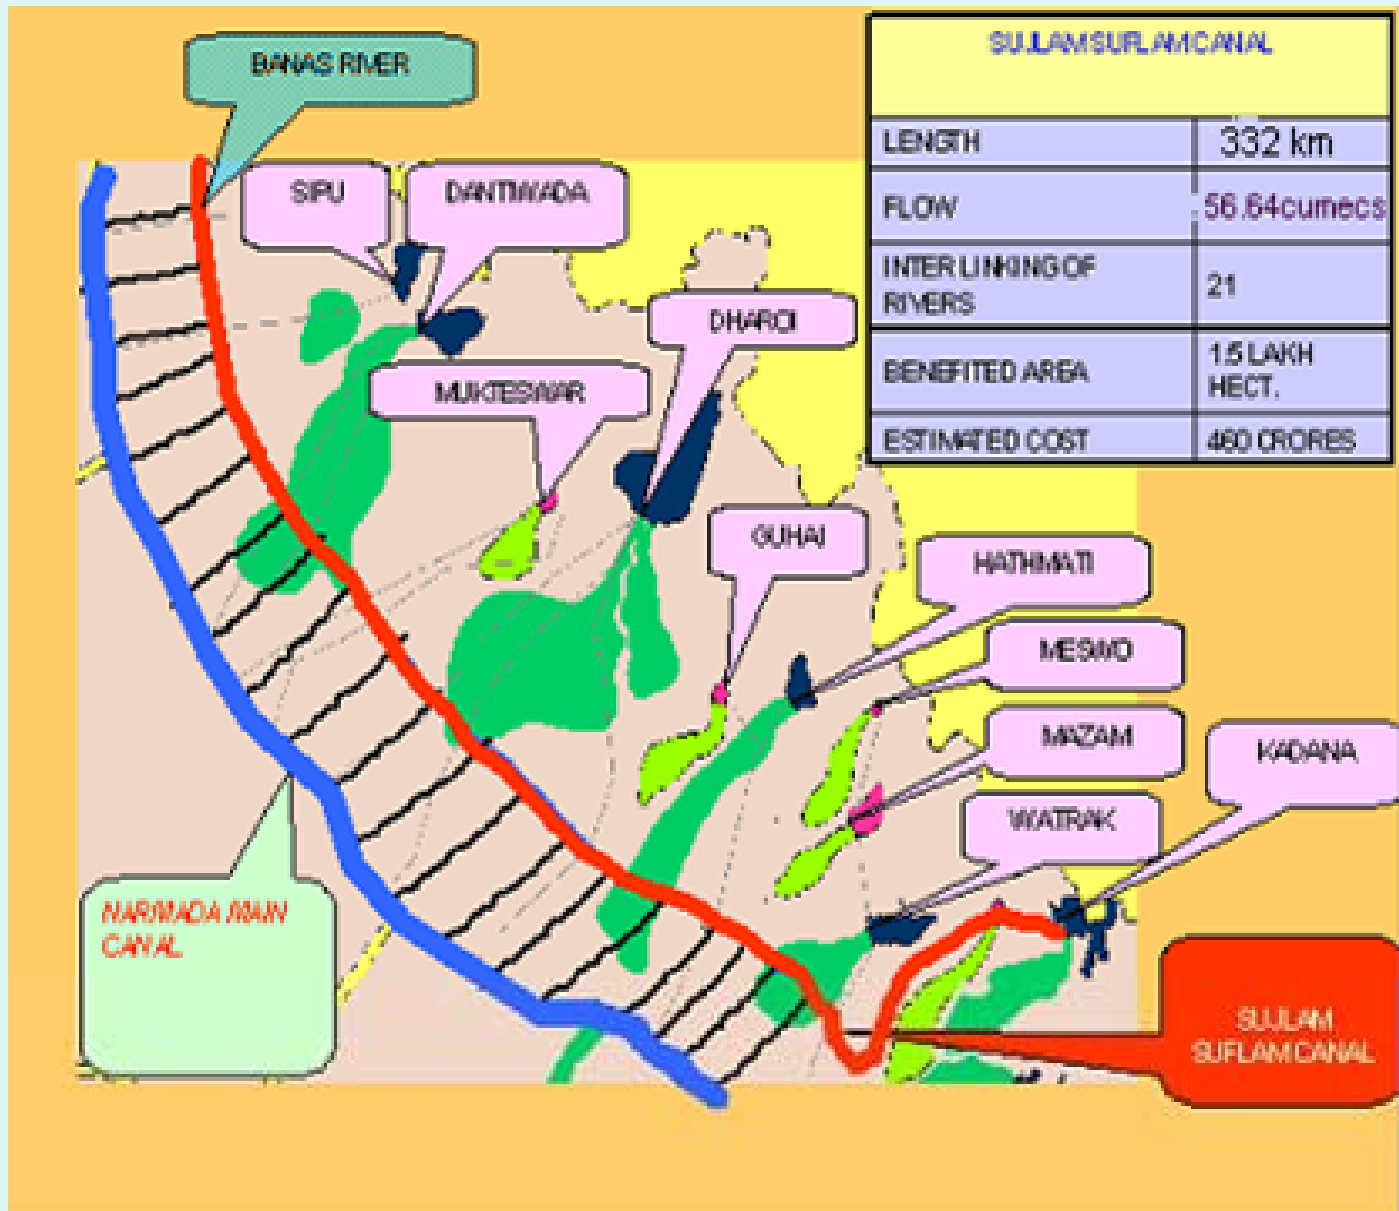 BANAS RIVER
SUJLAM SUFLAM CANAL
LENGTH
332 km
FLOW
56.64cumecs
INTER LINKING OF
RIVERS
21
BENEFITED AREA
1.5 LAKH
HECT.
ESTIMATED COST
460 CRORES
SIPU
DANTIWADA
DHAROI
MUKTESWAR
GUHAI
HATHMATI
MESWO
MAZAM
KADANA
WATRAK
NARMADA MAIN
CANAL
SUJLAM
SUFLAM CANAL